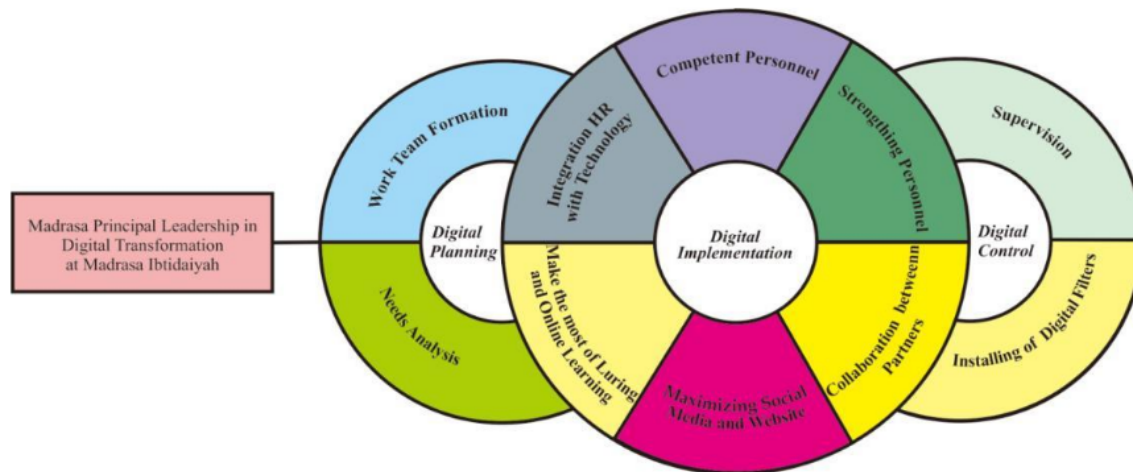 Madrasa Principal Leadership in
Digital Transformation
at Madrasa Ibtidaiyah
Work Team Formation
Digital
Planning
Needs Analysis
Integration HR
with Technology
Competent Personnel
Strengthing Personnel
Digital
Implementation
Make the most of Luring
and Online Learning
Maximizing Social
Media and Website
Collaboration betweenn
Partners
Supervision
Digital
Control
Installing of Digital Filters